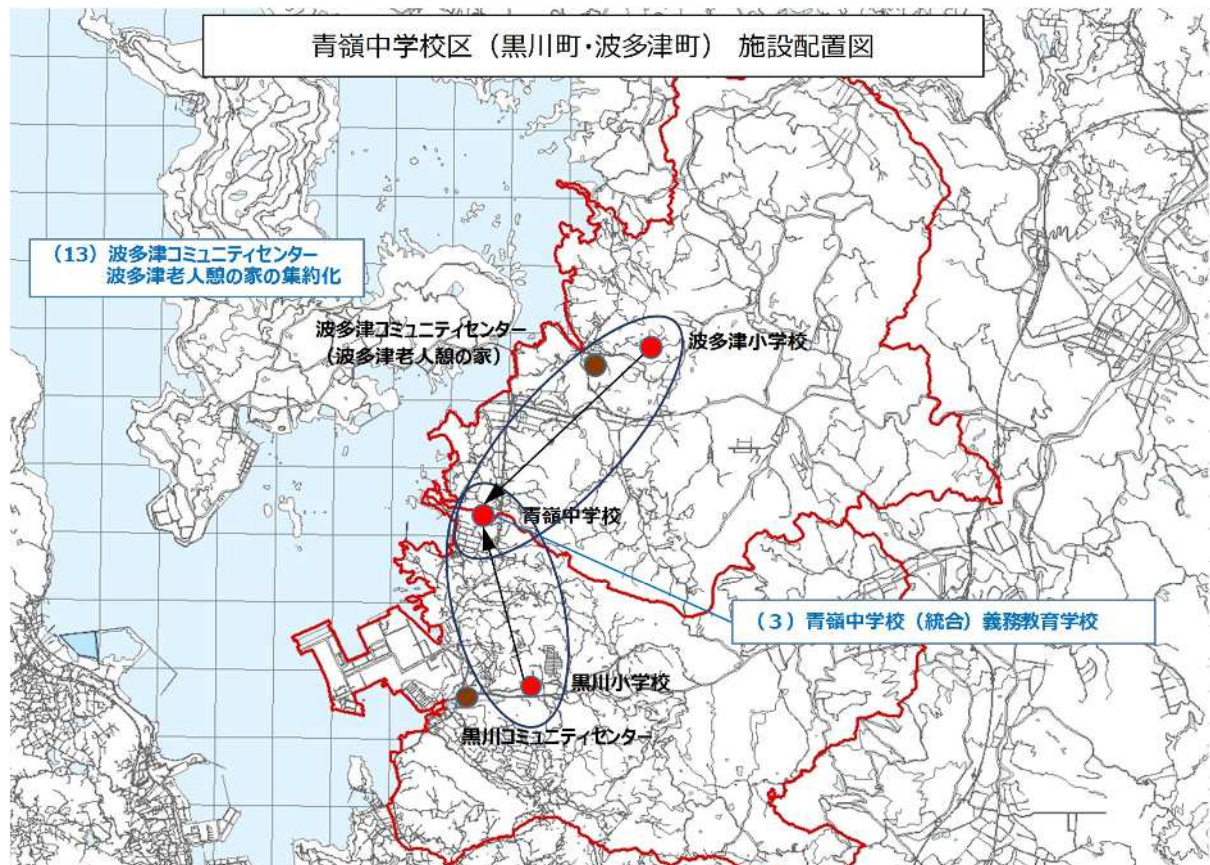 青嶺中学校区（黒川町・波多津町） 施設配置図
（13）波多津コミュニティセンター
波多津老人憩の家の集約化
波多津コミュニティセンター
（波多津老人憩の家）
波多津小学校
青嶺中学校
（３）青嶺中学校（統合）義務教育学校
黒川小学校
黒川コミュニティセンター